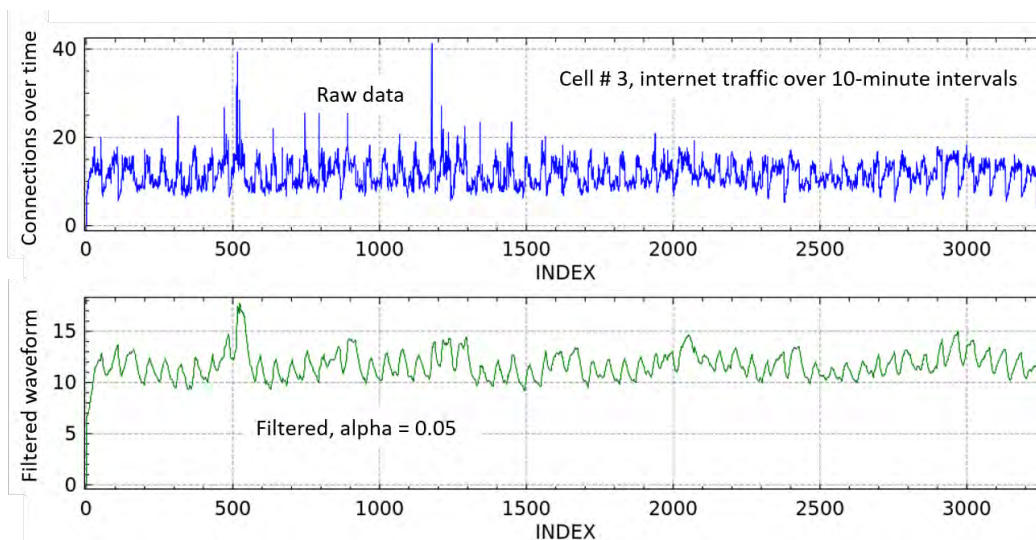 Connections over time
40
20
0
Raw data
Cell # 3, internet traffic over 10-minute intervals
0 500 1000 1500 2000 2500 3000
INDEX
Filtered waveform
15
10
5
0
Filtered, alpha = 0.05
0 500 1000 1500 2000 2500 3000
INDEX